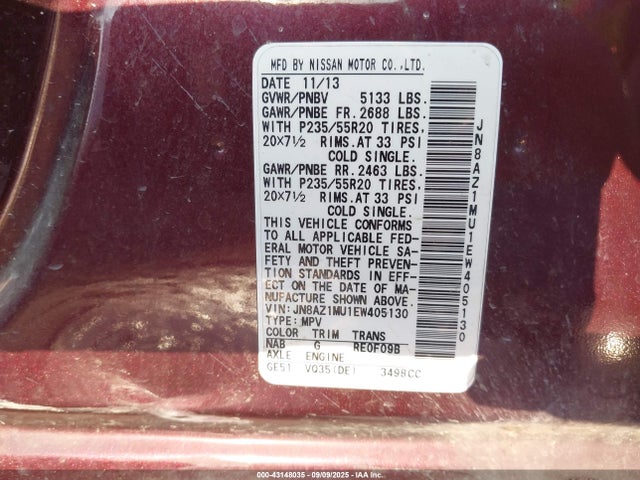 MFD BY NISSAN MOTOR CO.,LTD.
DATE 11/13
GVWR/PNBV 5133 LBS.
GAWR/PNBE FR. 2688 LBS.
WITH P235/55R20 TIRES,
20×7½ RIMS.AT 33 PSI
COLD SINGLE.
GAWR/PNBE RR. 2463 LBS.
WITH P235/55R20 TIRES,
20×7½ RIMS.AT 33 PSI
COLD SINGLE.
THIS VEHICLE CONFORMS
TO ALL APPLICABLE FED-
ERAL MOTOR VEHICLE SA-
FETY AND THEFT PREVEN-
TION STANDARDS IN EFF-
ECT ON THE DATE OF MA-
NUFACTURE SHOWN ABOVE.
VIN:JN8AZ1MU1EW405130
TYPE:MPV
COLOR TRIM TRANS
NAB G RE0F09B
AXLE ENGINE
GE51 VQ35(DE) 3498CC
JN8AZ1MU1EW405130
000-43148035 - 09/09/2025 - IAA Inc.